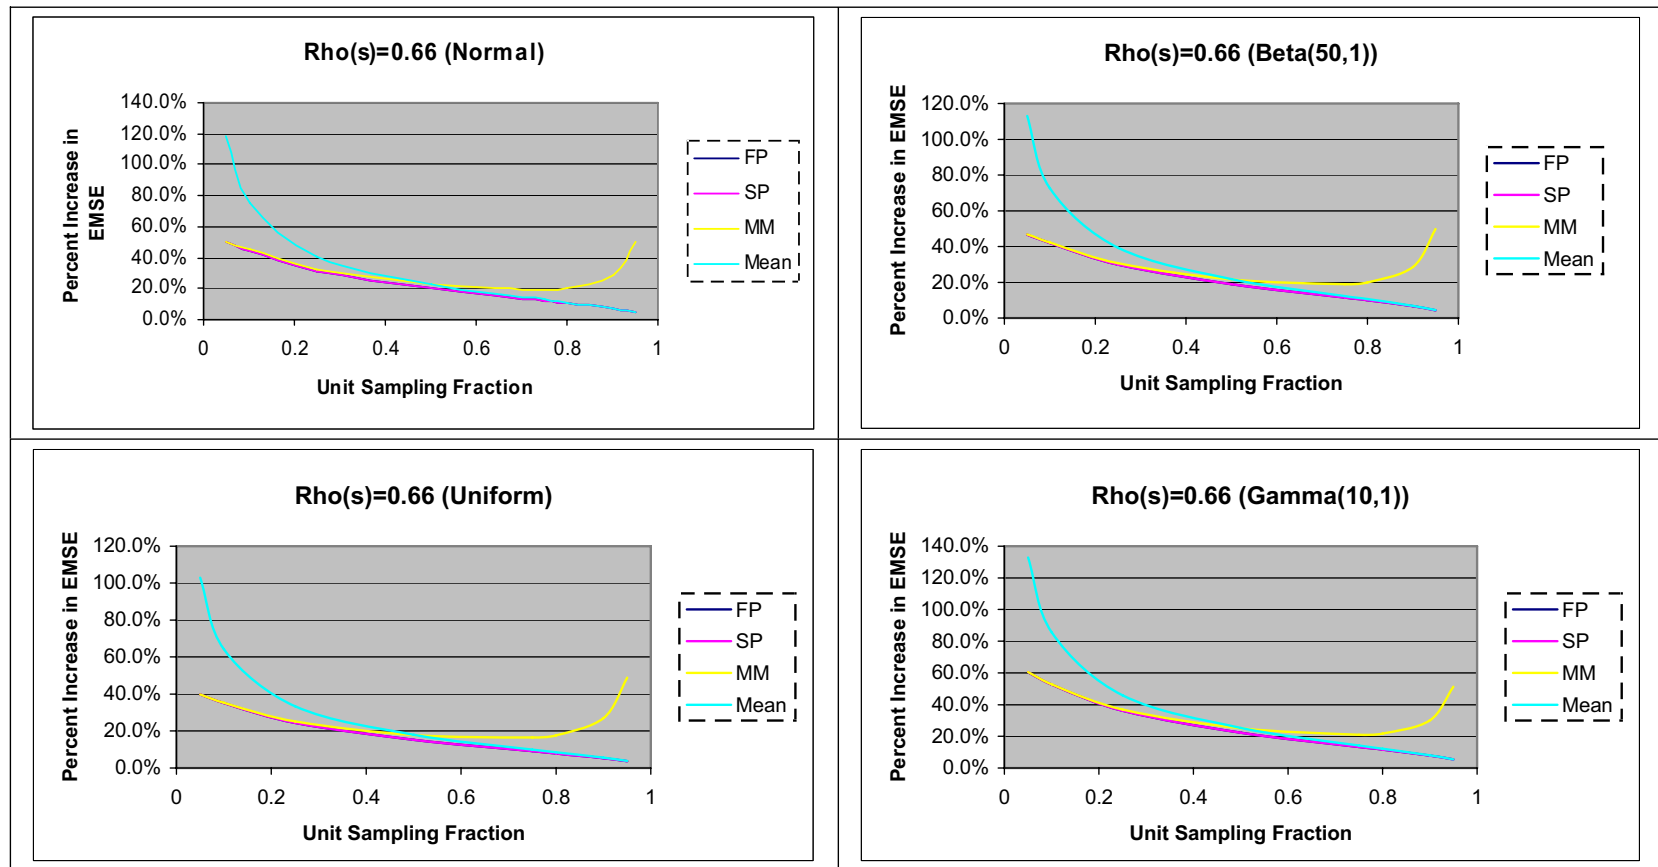 Rho(s)=0.66 (Normal)
Percent Increase in
EMSE
140.0%
120.0%
100.0%
80.0%
60.0%
40.0%
20.0%
0.0%
0 0.2 0.4 0.6 0.8 1
Unit Sampling Fraction
FP
SP
MM
Mean
Rho(s)=0.66 (Beta(50,1))
Percent Increase in EMSE
120.0%
100.0%
80.0%
60.0%
40.0%
20.0%
0.0%
0 0.2 0.4 0.6 0.8 1
Unit Sampling Fraction
FP
SP
MM
Mean
Rho(s)=0.66 (Uniform)
Percent Increase in EMSE
120.0%
100.0%
80.0%
60.0%
40.0%
20.0%
0.0%
0 0.2 0.4 0.6 0.8 1
Unit Sampling Fraction
FP
SP
MM
Mean
Rho(s)=0.66 (Gamma(10,1))
Percent Increase in EMSE
140.0%
120.0%
100.0%
80.0%
60.0%
40.0%
20.0%
0.0%
0 0.2 0.4 0.6 0.8 1
Unit Sampling Fraction
FP
SP
MM
Mean